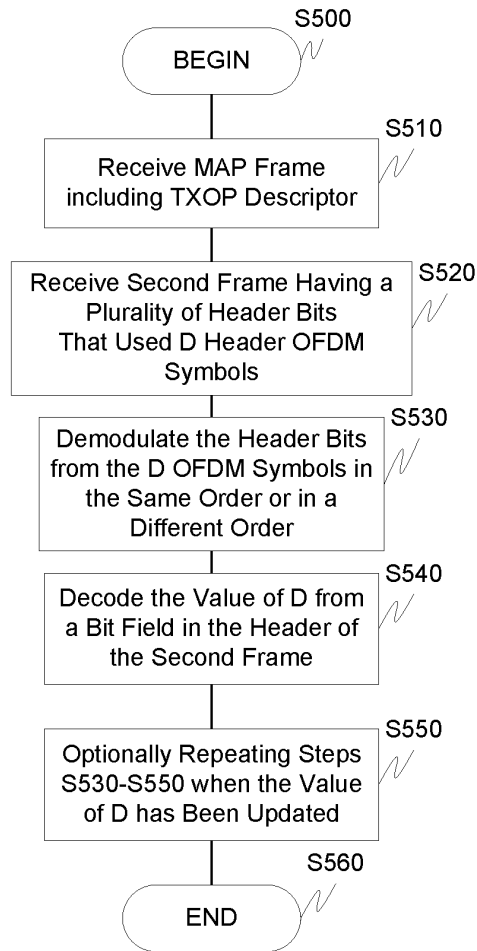 S500
BEGIN
S510
Receive MAP Frame
including TXOP Descriptor
S520
Receive Second Frame Having a
Plurality of Header Bits
That Used D Header OFDM
Symbols
S530
Demodulate the Header Bits
from the D OFDM Symbols in
the Same Order or in a
Different Order
S540
Decode the Value of D from
a Bit Field in the Header of
the Second Frame
S550
Optionally Repeating Steps
S530-S550 when the Value
of D has Been Updated
S560
END